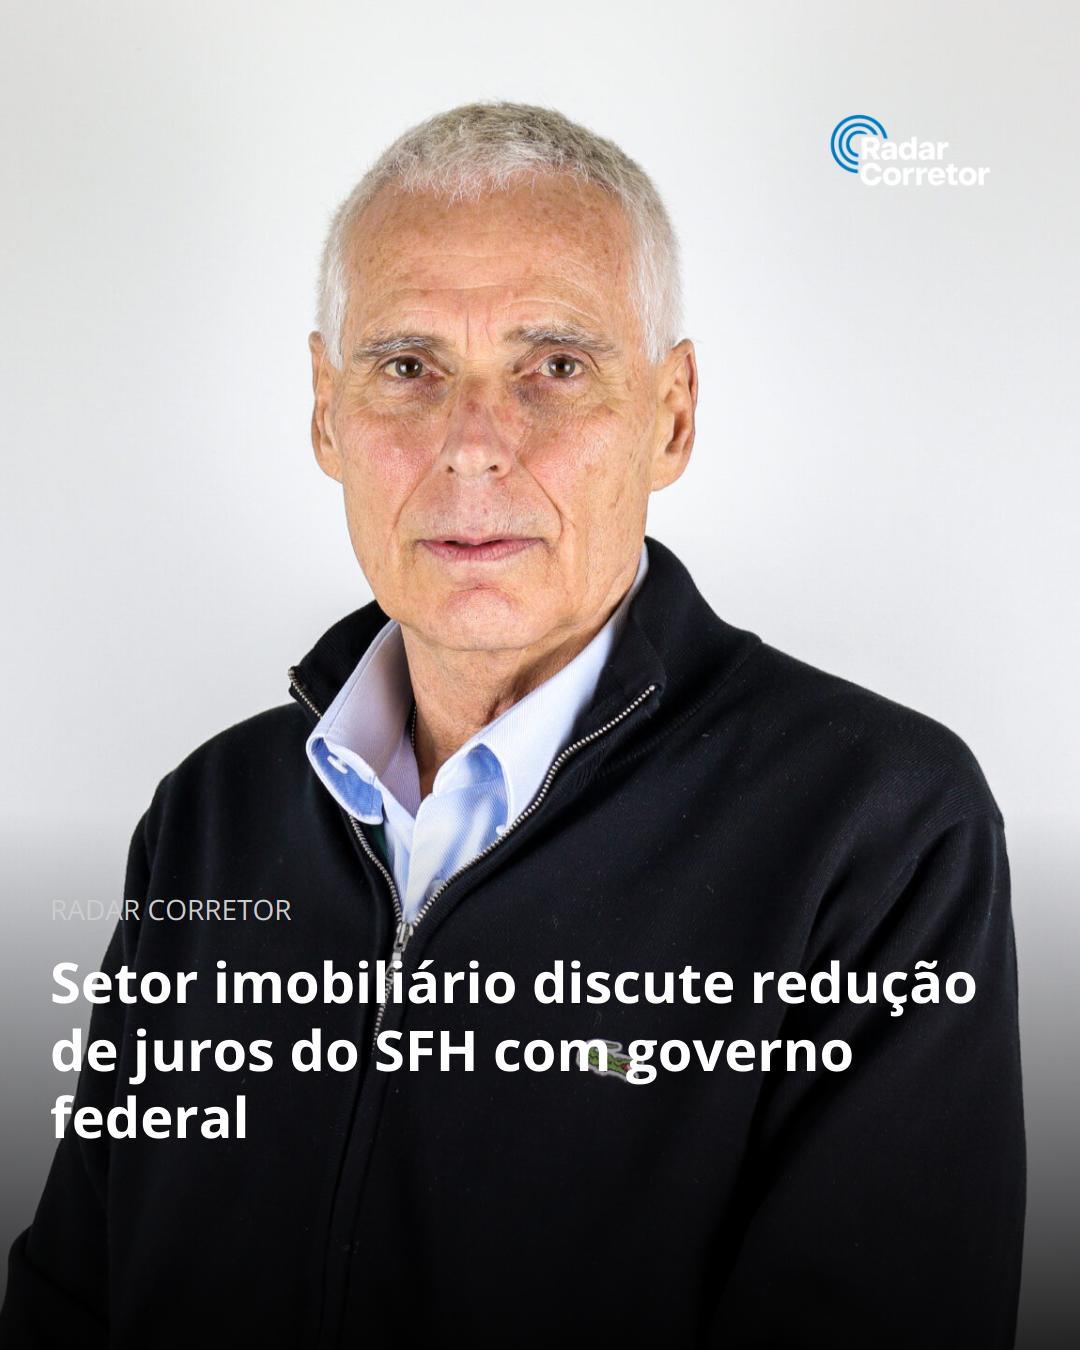 Radar
Corretor
RADAR CORRETOR
Setor imobiliário discute redução
de juros do SFH com governo
federal